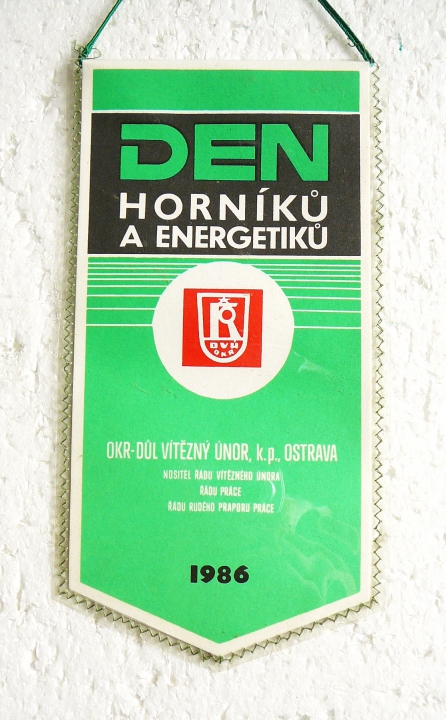 DEN
HORNÍKŮ
A ENERGETIKŮ
R
DVÚ
OKR
OKR-DŮL VÍTĚZNÝ ÚNOR, k.p., OSTRAVA
NOSITEL ŘÁDU VÍTĚZNÉHO ÚNORA
ŘÁDU PRÁCE
ŘÁDU RUDÉHO PRAPORU PRÁCE
1986